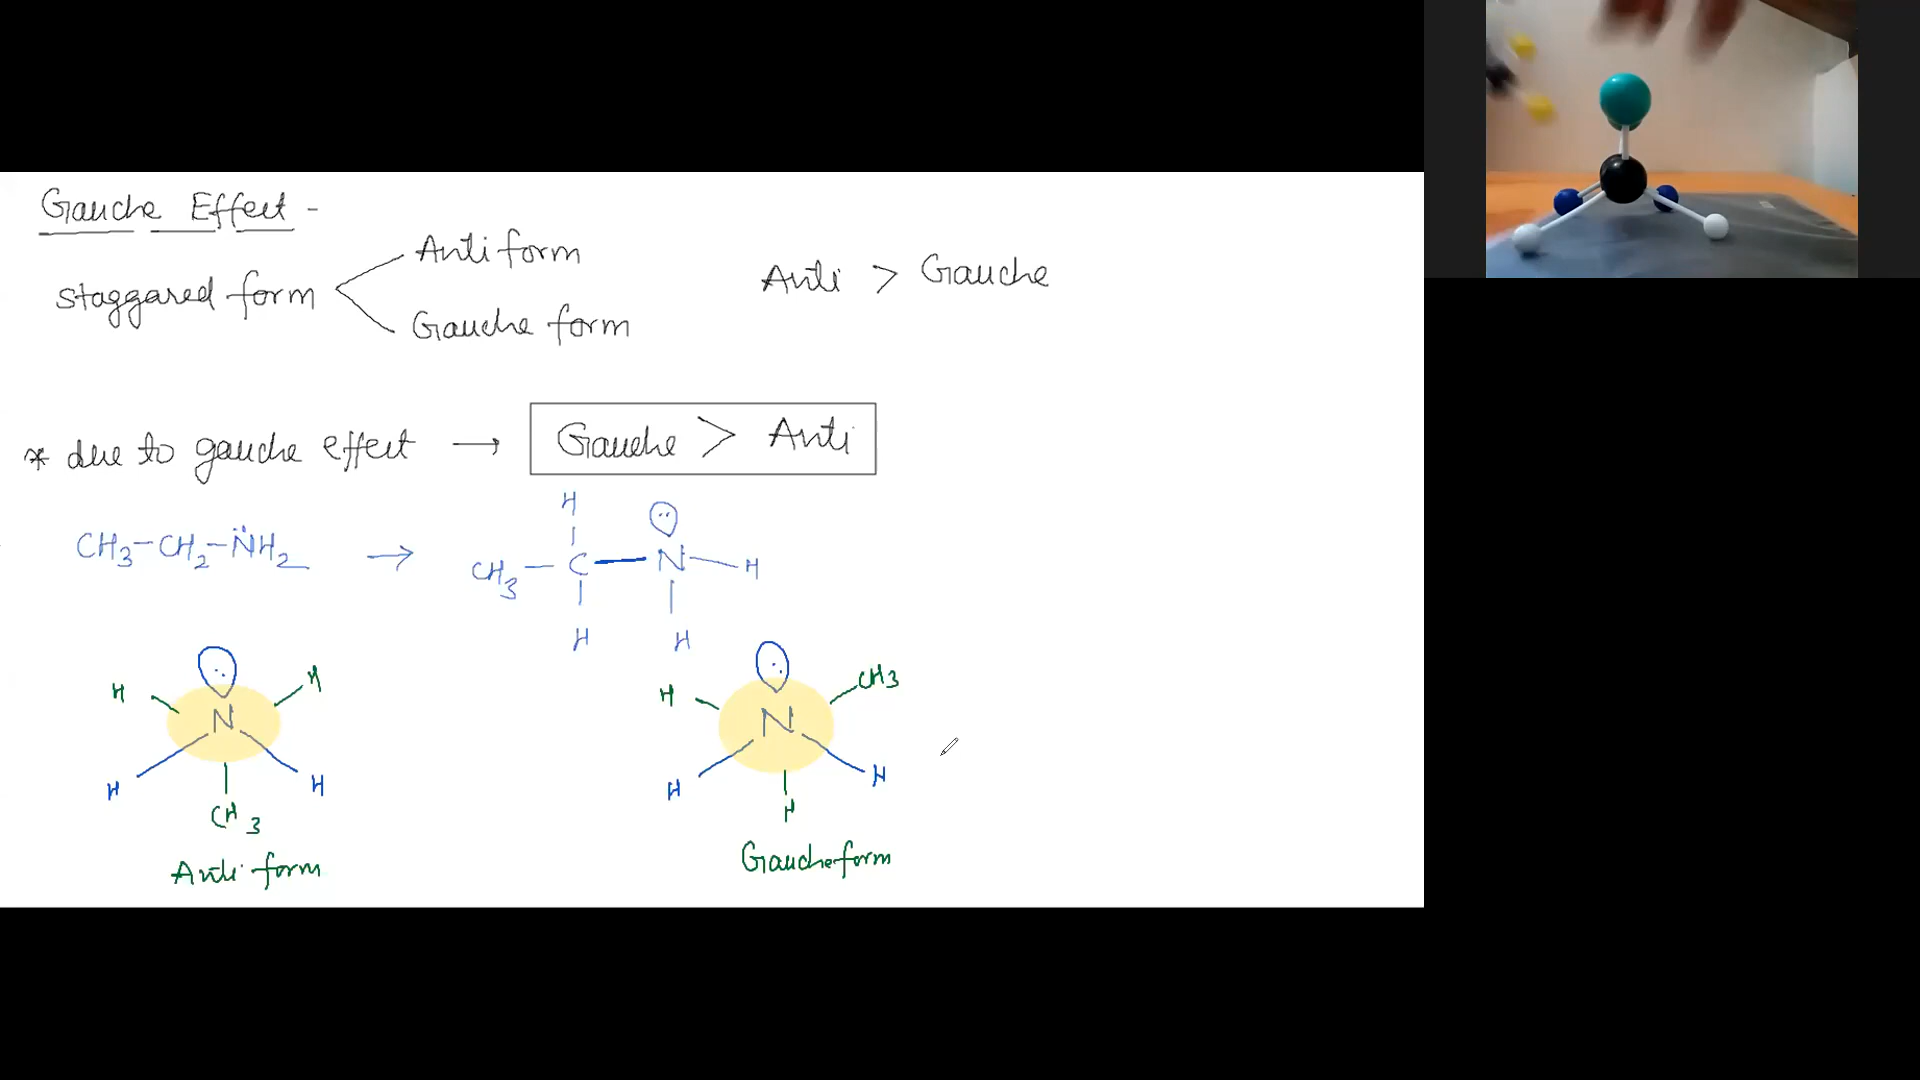 Gauche Effect -
staggared form
Anti form
Gauche form
Anti > Gauche
* due to gauche effect → Gauche > Anti
CH3-CH2-N̈H2 →
H
CH3 - C - N - H
H H
H N H
H CH3 H
Anti form
H N CH3
H H H
Gauche form